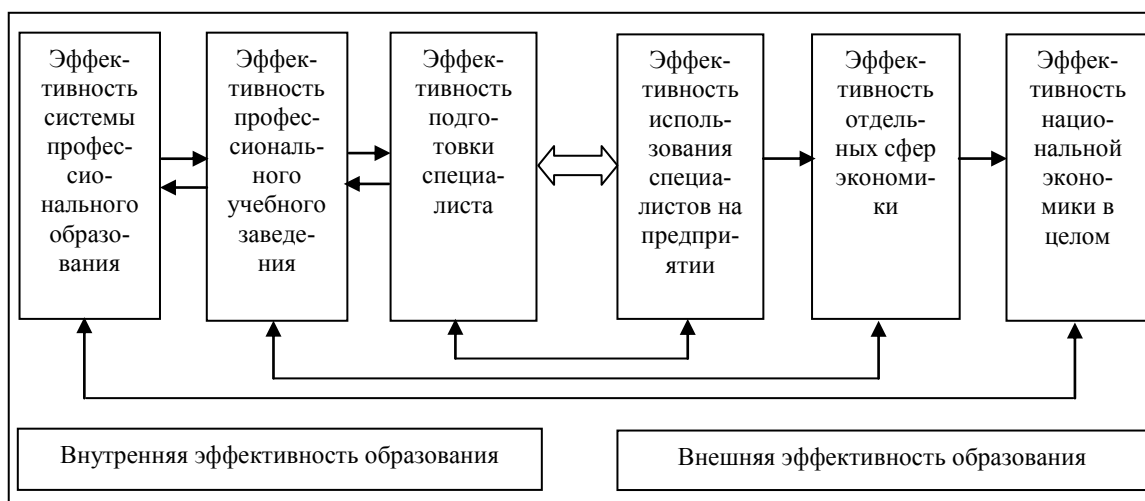 Эффек-
тивность
системы
профес-
сио-
нального
образо-
вания
Эффек-
тивность
профес-
сиональ-
ного
учебного
заведе-
ния
Эффек-
тивность
подго-
товки
специа-
листа
Эффек-
тивность
исполь-
зования
специа-
листов на
предпри-
ятии
Эффек-
тивность
отдель-
ных сфер
экономи-
ки
Эффек-
тивность
нацио-
нальной
эконо-
мики в
целом
Внутренняя эффективность образования
Внешняя эффективность образования